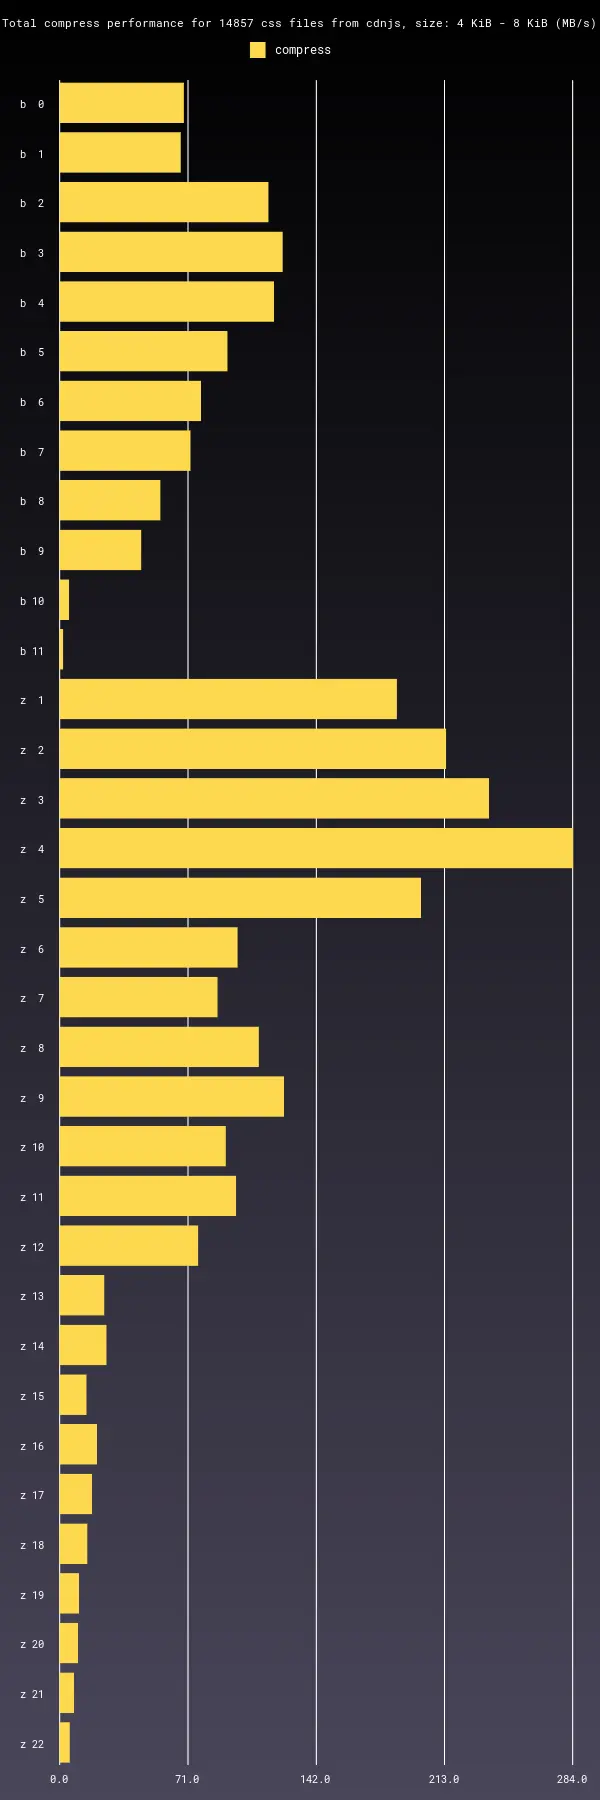 Total compress performance for 14857 css files from cdnjs, size: 4 KiB - 8 KiB (MB/s)
compress
b 0
b 1
b 2
b 3
b 4
b 5
b 6
b 7
b 8
b 9
b 10
b 11
z 1
z 2
z 3
z 4
z 5
z 6
z 7
z 8
z 9
z 10
z 11
z 12
z 13
z 14
z 15
z 16
z 17
z 18
z 19
z 20
z 21
z 22
0.0 71.0 142.0 213.0 284.0